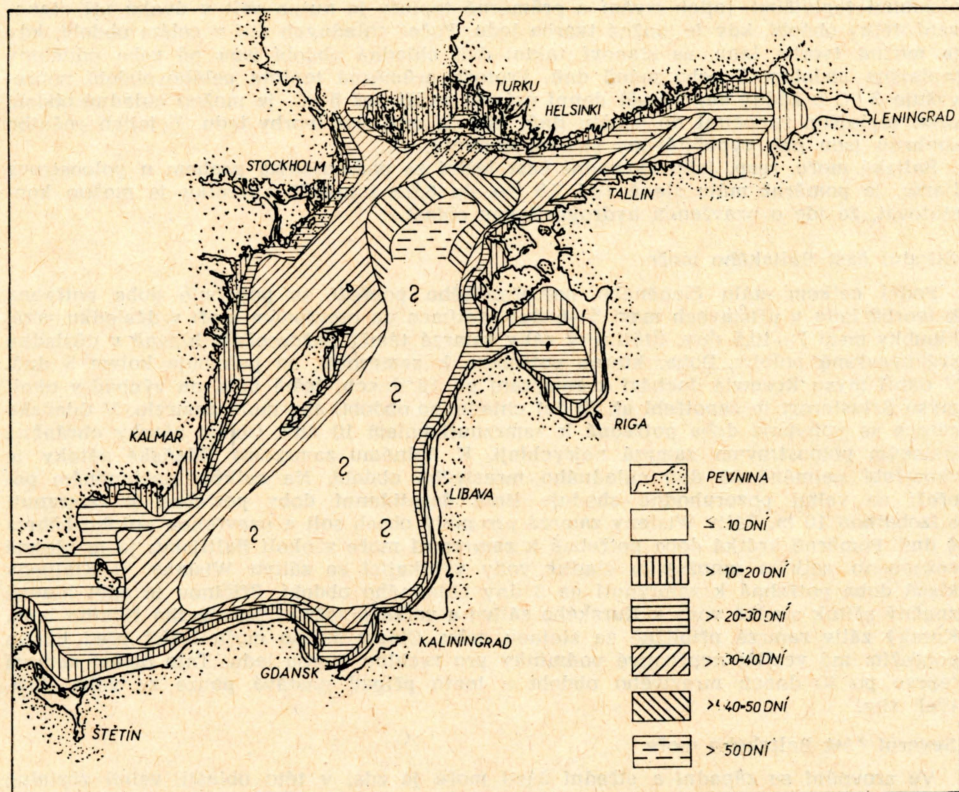 TURKU
HELSINKI
LENINGRAD
STOCKHOLM
TALLIN
?
?
RIGA
KALMAR
?
LIBAVA
?
?
KALININGRAD
GDAŃSK
ŠTĚTÍN
PEVNINA
≤ 10 DNÍ
> 10-20 DNÍ
> 20-30 DNÍ
> 30-40 DNÍ
> 40-50 DNÍ
> 50 DNÍ